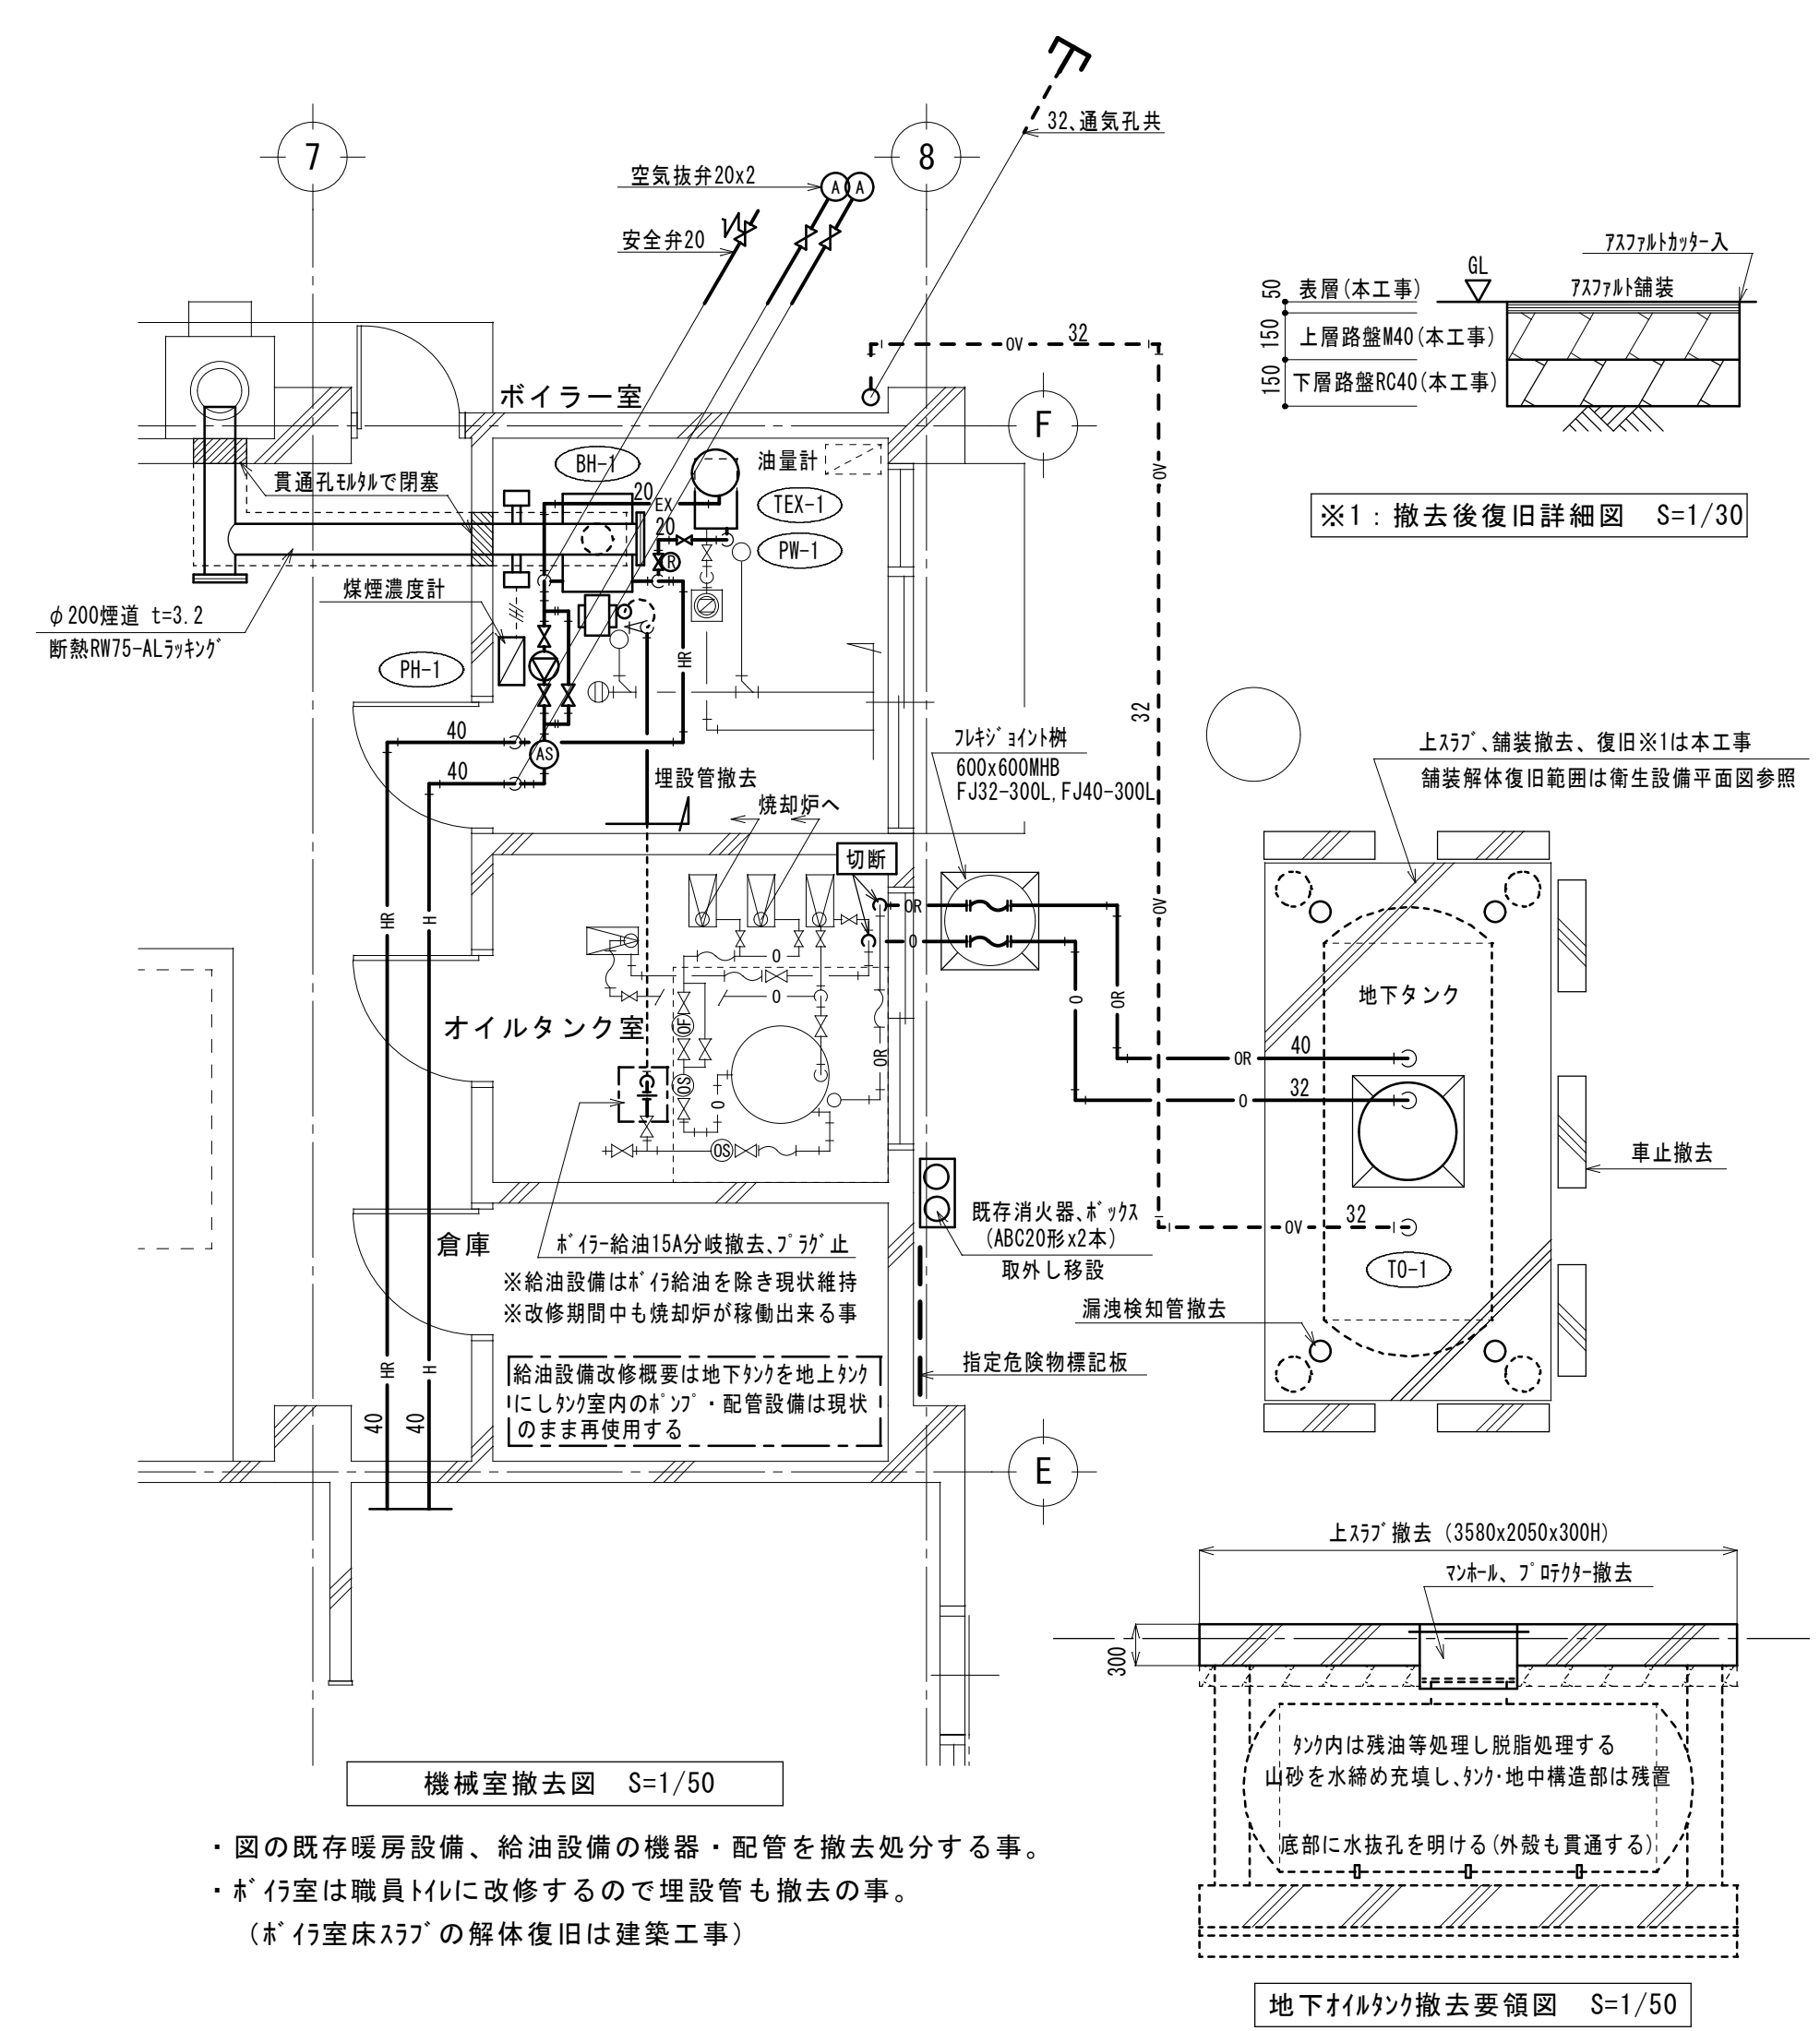 32､通気孔共
7
8
空気抜弁20x2
A
A
安全弁20
ｱｽﾌｧﾙﾄｶｯﾀｰ入
GL
ｱｽﾌｧﾙﾄ舗装
50
表層(本工事)
150
上層路盤M40(本工事)
150
下層路盤RC40(本工事)
※1：撤去後復旧詳細図　S=1/30
OV
32
ボイラー室
F
BH-1
油量計
TEX-1
PW-1
20
EX
20
R
貫通孔ﾓﾙﾀﾙで閉塞
OV
煤煙濃度計
φ200煙道 t=3.2
断熱RW75-ALﾗｯｷﾝｸﾞ
PH-1
HR
32
40
AS
40
埋設管撤去
焼却炉へ
ﾌﾚｷｼﾞｮｲﾝﾄ桝
600x600MHB
FJ32-300L,FJ40-300L
上ｽﾗﾌﾞ､舗装撤去、復旧※1は本工事
舗装解体復旧範囲は衛生設備平面図参照
切断
OR
O
OV
HR
H
O
O
OF
OS
O
OS
OR
O
OR
地下タンク
オイルタンク室
OR
40
O
32
車止撤去
既存消火器､ﾎﾞｯｸｽ
(ABC20形x2本)
取外し移設
OV
32
TO-1
漏洩検知管撤去
指定危険物標記板
倉庫
ﾎﾞｲﾗｰ給油15A分岐撤去､ﾌﾟﾗｸﾞ止
※給油設備はﾎﾞｲﾗ給油を除き現状維持
※改修期間中も焼却炉が稼働出来る事
給油設備改修概要は地下ﾀﾝｸを地上ﾀﾝｸ
にしﾀﾝｸ室内のﾎﾟﾝﾌﾟ・配管設備は現状
のまま再使用する
HR
H
40
40
E
上ｽﾗﾌﾞ撤去 (3580x2050x300H)
ﾏﾝﾎｰﾙ、ﾌﾟﾛﾃｸﾀｰ撤去
300
ﾀﾝｸ内は残油等処理し脱脂処理する
山砂を水締め充填し､ﾀﾝｸ･地中構造部は残置
底部に水抜孔を明ける(外殻も貫通する)
機械室撤去図　S=1/50
・図の既存暖房設備、給油設備の機器・配管を撤去処分する事。
・ﾎﾞｲﾗ室は職員ﾄｲﾚに改修するので埋設管も撤去の事。
(ﾎﾞｲﾗ室床ｽﾗﾌﾞの解体復旧は建築工事)
地下ｵｲﾙﾀﾝｸ撤去要領図　S=1/50